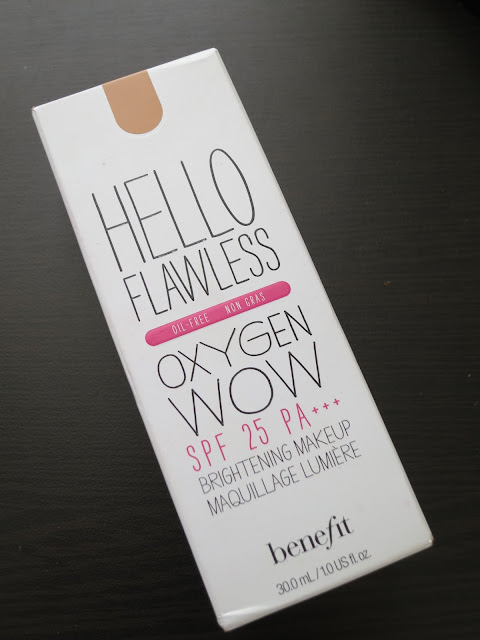 HELLO
FLAWLESS
OIL-FREE NON GRAS
OXYGEN
WOW
SPF 25 PA+++
BRIGHTENING MAKEUP
MAQUILLAGE LUMIÈRE
benefit
30.0 mL / 1.0 US fl. oz.